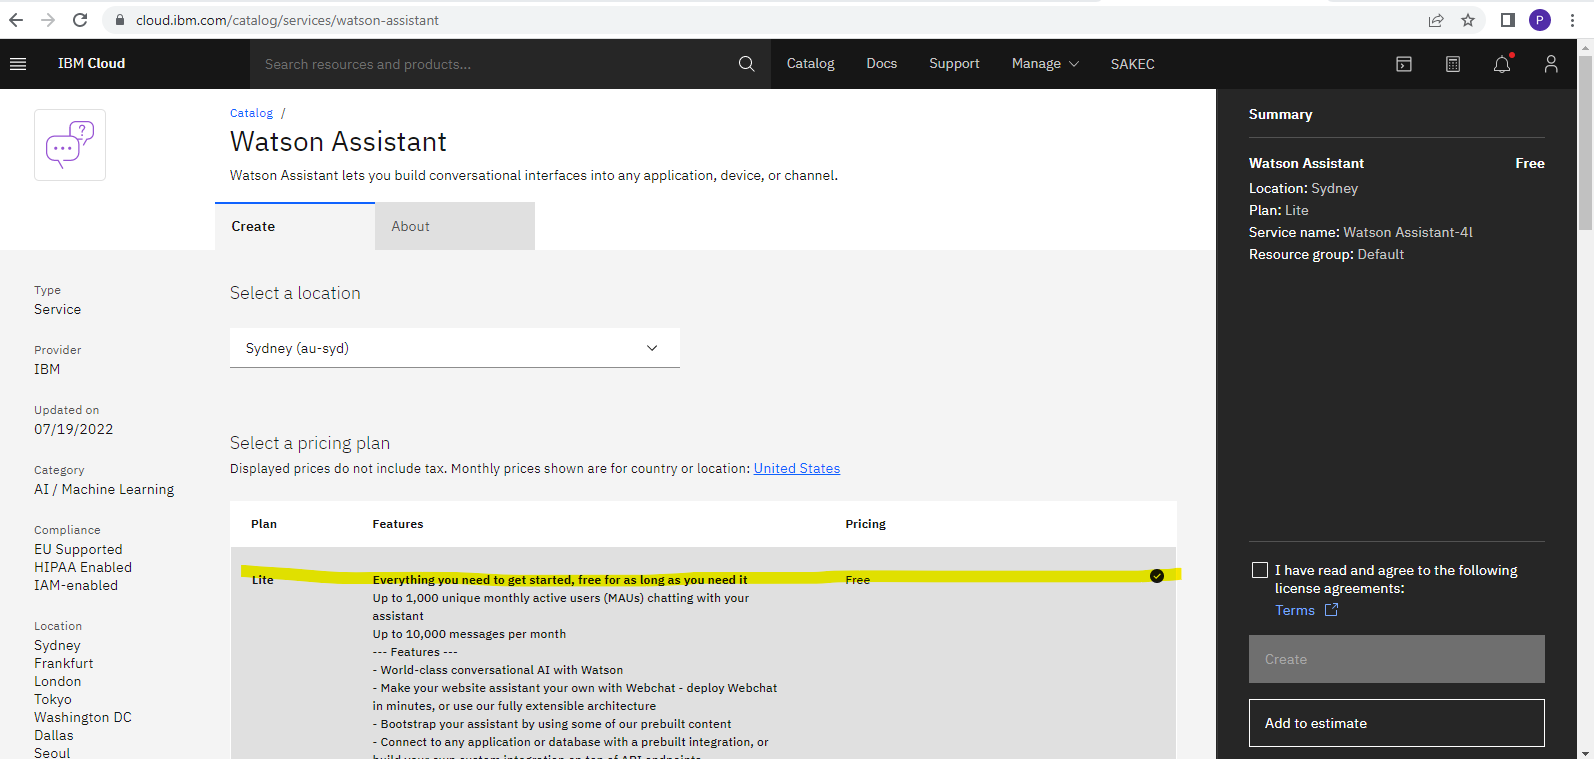 cloud.ibm.com/catalog/services/watson-assistant
P
IBM Cloud
Search resources and products...
Catalog
Docs
Support
Manage
SAKEC
?
Catalog /
Watson Assistant
Watson Assistant lets you build conversational interfaces into any application, device, or channel.
Create
About
Type
Service
Provider
IBM
Updated on
07/19/2022
Category
AI / Machine Learning
Compliance
EU Supported
HIPAA Enabled
IAM-enabled
Location
Sydney
Frankfurt
London
Tokyo
Washington DC
Dallas
Seoul
Select a location
Sydney (au-syd)
Select a pricing plan
Displayed prices do not include tax. Monthly prices shown are for country or location: United States
Plan Features Pricing
Lite Everything you need to get started, free for as long as you need it Free
Up to 1,000 unique monthly active users (MAUs) chatting with your
assistant
Up to 10,000 messages per month
--- Features ---
- World-class conversational AI with Watson
- Make your website assistant your own with Webchat - deploy Webchat
in minutes, or use our fully extensible architecture
- Bootstrap your assistant by using some of our prebuilt content
- Connect to any application or database with a prebuilt integration, or
build your own custom integration on top of API endpoints
Summary
Watson Assistant Free
Location: Sydney
Plan: Lite
Service name: Watson Assistant-4l
Resource group: Default
I have read and agree to the following
license agreements:
Terms
Create
Add to estimate